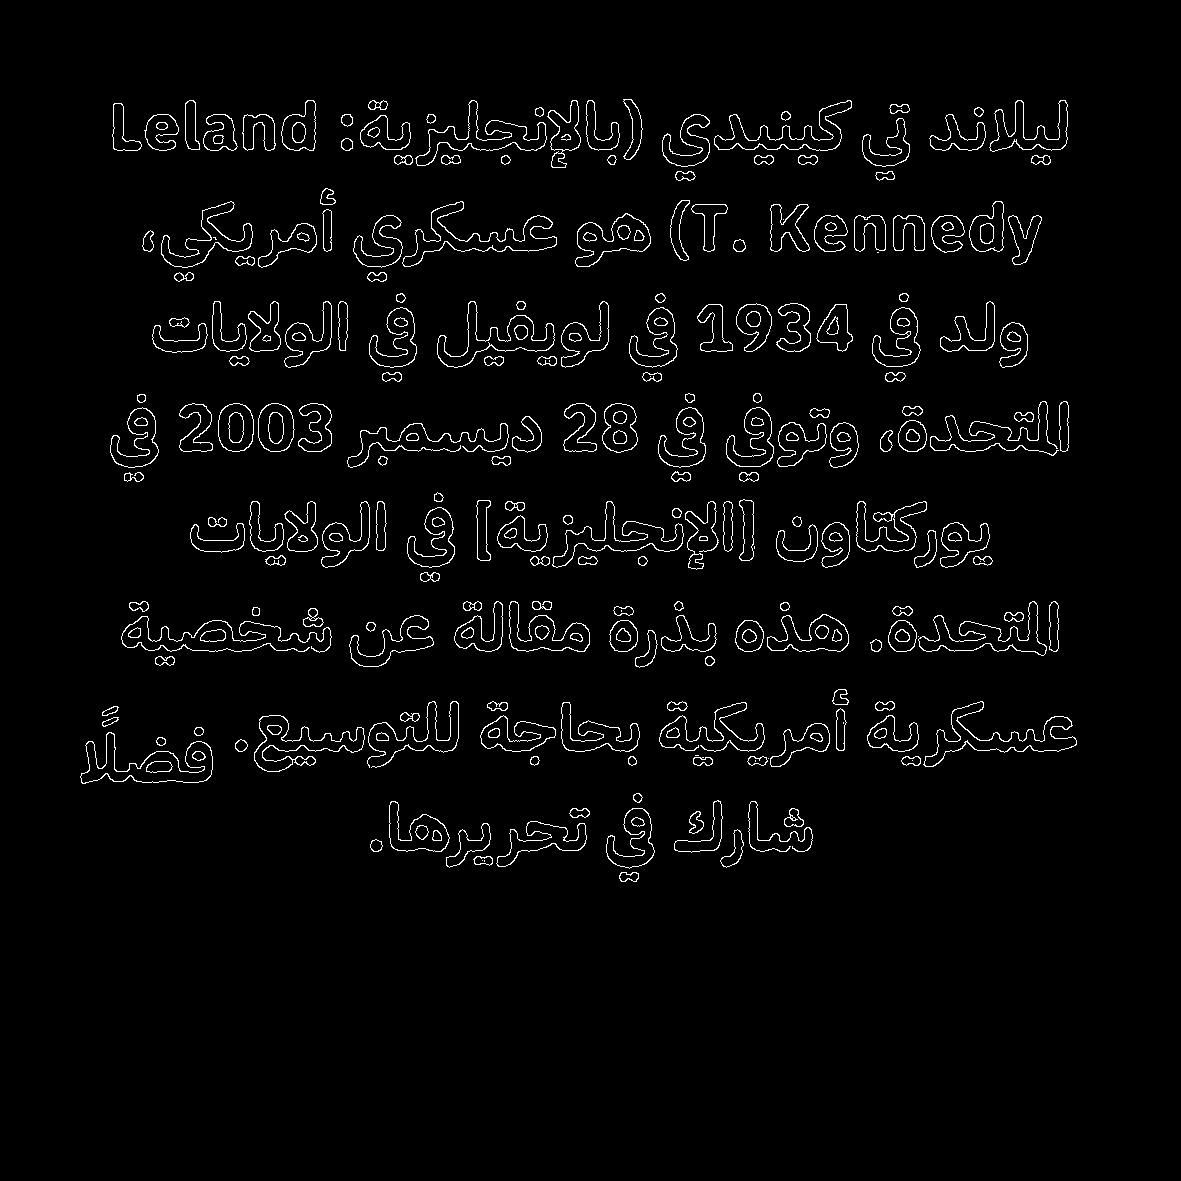 ليلاند تي كينيدي (بالإنجليزية: Leland
T. Kennedy) هو عسكري أمريكي،
ولد في 1934 في لويفيل في الولايات
المتحدة، وتوفي في 28 ديسمبر 2003 في
يوركتاون [الإنجليزية] في الولايات
المتحدة. هذه بذرة مقالة عن شخصية
عسكرية أمريكية بحاجة للتوسيع. فضلًا
شارك في تحريرها.